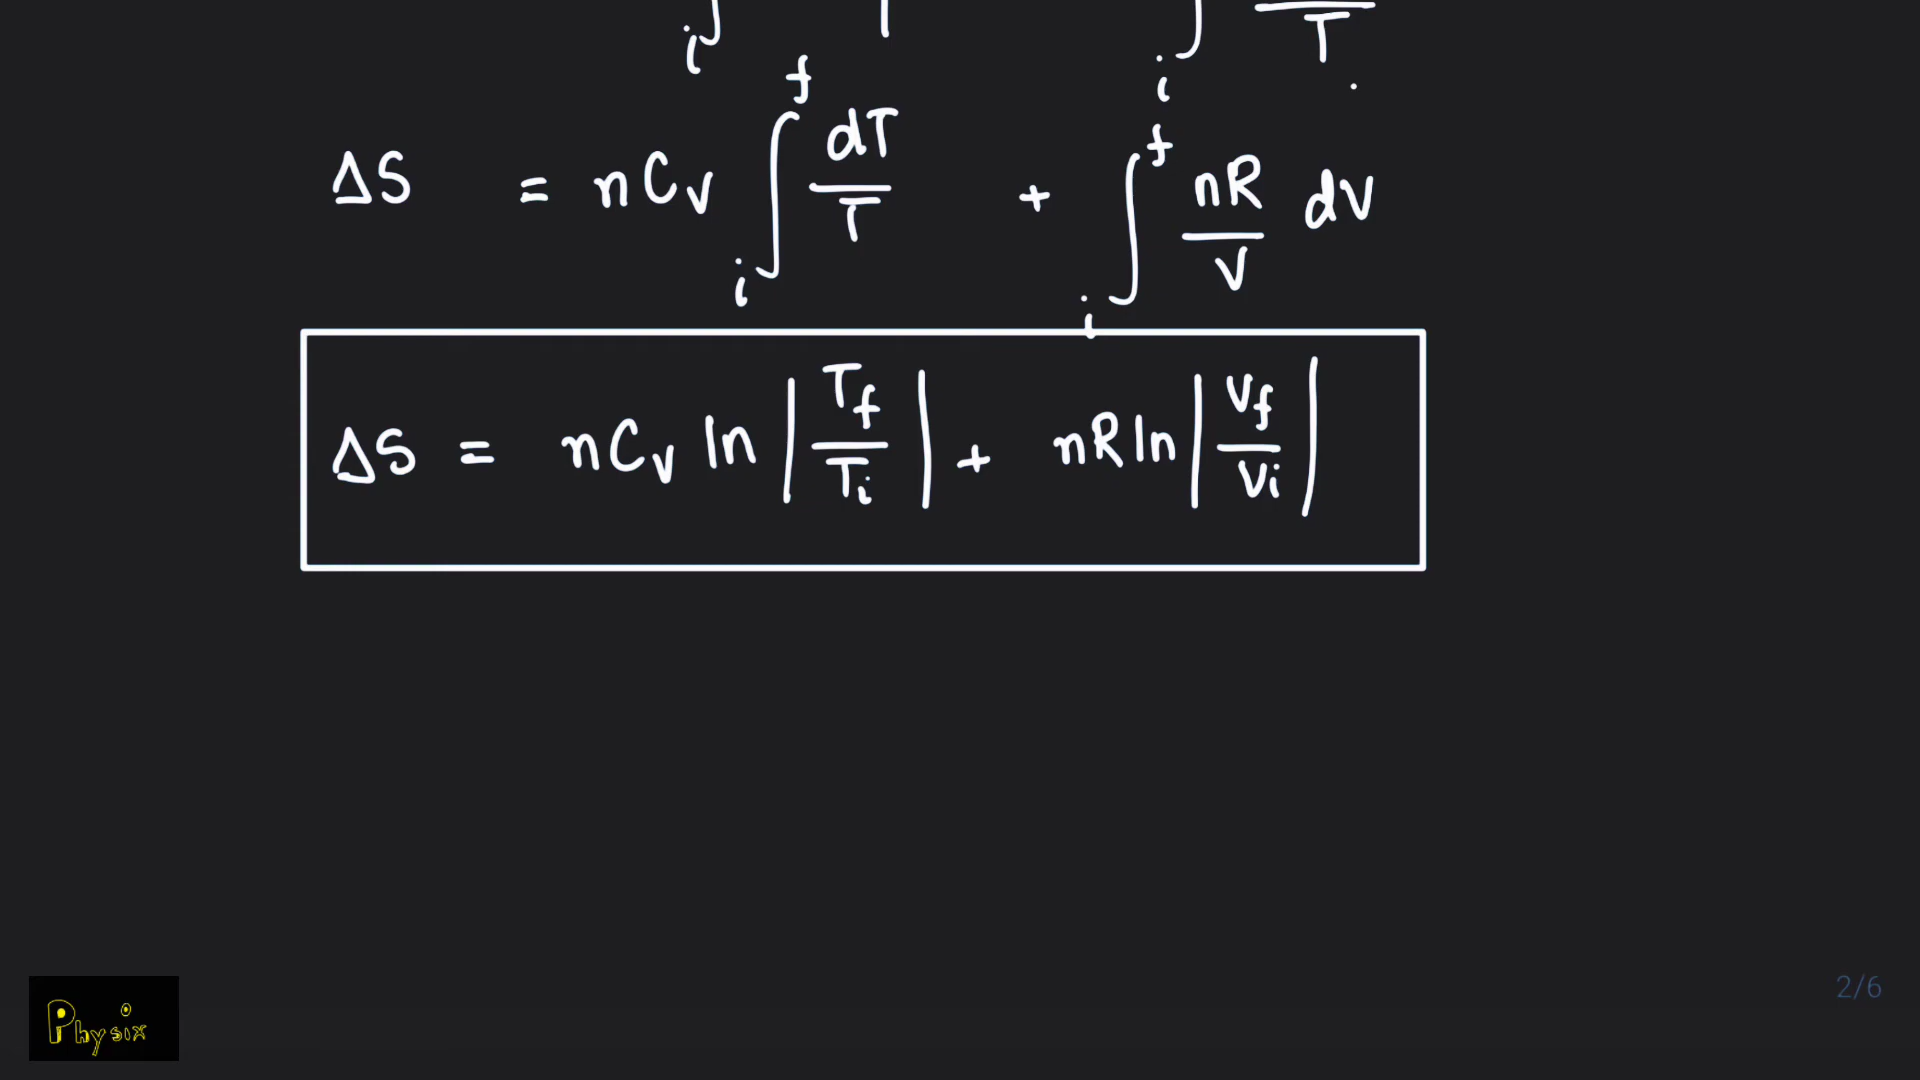 i∫ i∫ T
ΔS = nCv i∫f dT/T + i∫f nR/V dV
ΔS = nCv ln|Tf/Ti| + nR ln|Vf/Vi|
Physix
2/6